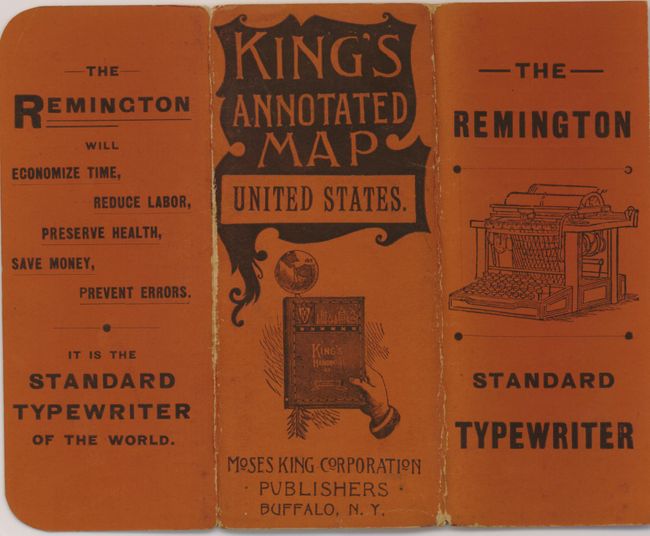 THE
REMINGTON
WILL
ECONOMIZE TIME,
REDUCE LABOR,
PRESERVE HEALTH,
SAVE MONEY,
PREVENT ERRORS.
IT IS THE
STANDARD
TYPEWRITER
OF THE WORLD.
KING'S
ANNOTATED
MAP
UNITED STATES.
KING'S
HANDBOOK
MOSES KING CORPORATION
· PUBLISHERS ·
BUFFALO, N. Y.
— THE —
REMINGTON
STANDARD
TYPEWRITER